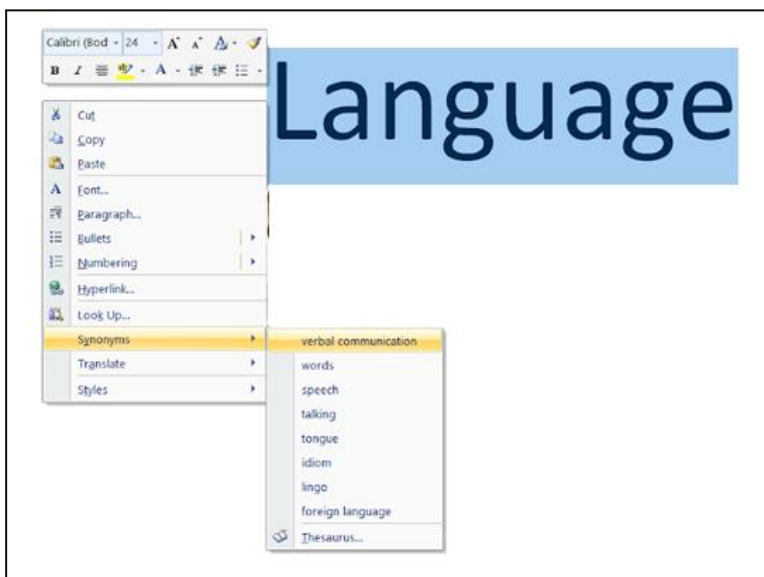 Calibri (Bod 24 A A A
B I A
Language
Cut
Copy
Paste
A Font...
Paragraph...
Bullets
Numbering
Hyperlink...
Look Up...
Synonyms
Translate
Styles
verbal communication
words
speech
talking
tongue
idiom
lingo
foreign language
Thesaurus...